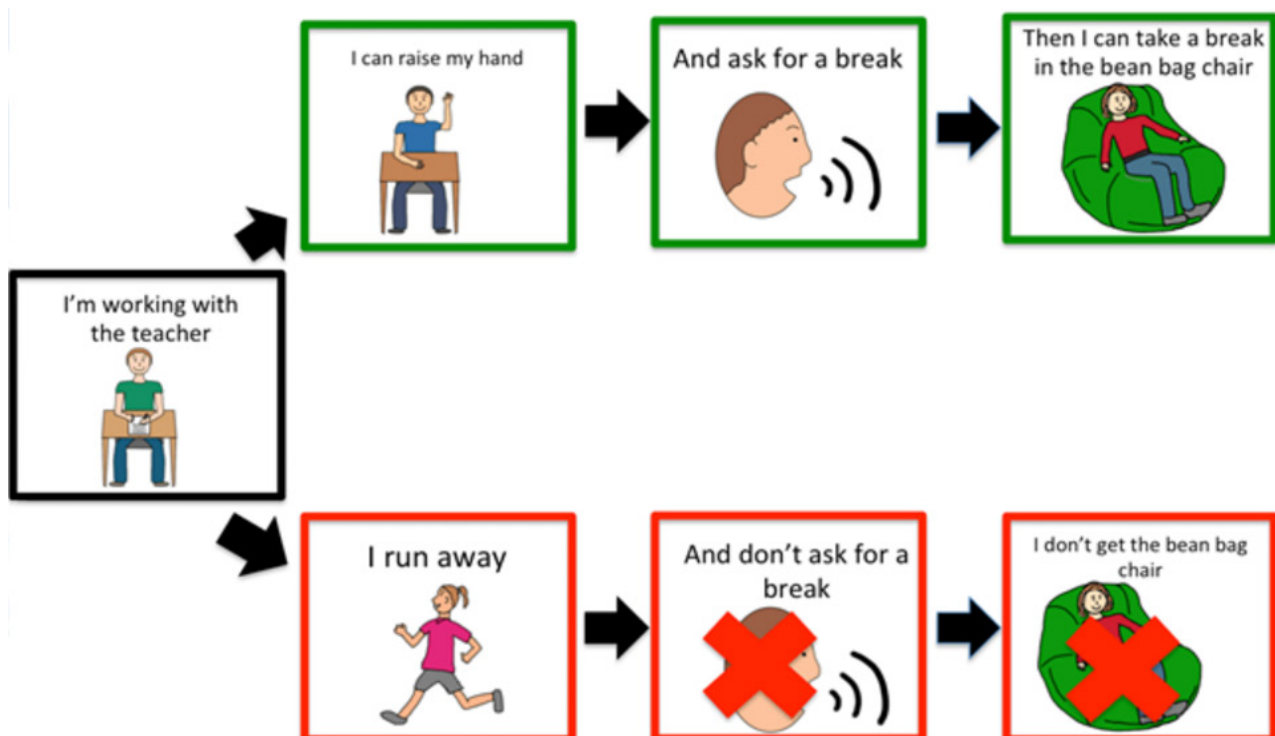 I can raise my hand
And ask for a break
Then I can take a break
in the bean bag chair
I'm working with
the teacher
I run away
And don't ask for a
break
I don't get the bean bag
chair